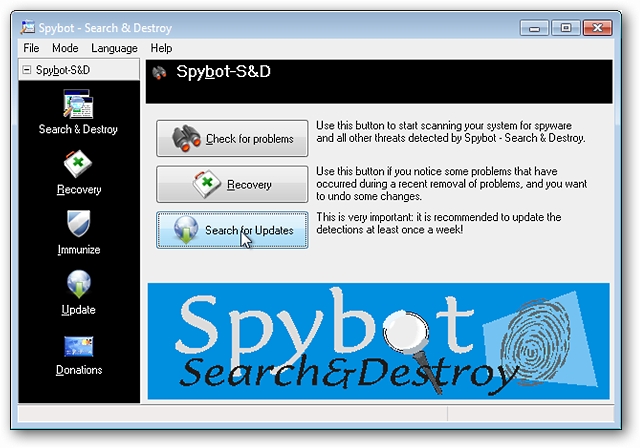 Spybot - Search & Destroy
File Mode Language Help
Spybot-S&D
Spybot-S&D
Search & Destroy
Recovery
Immunize
Update
Donations
Check for problems
Use this button to start scanning your system for spyware
and all other threats detected by Spybot - Search & Destroy.
Recovery
Use this button if you notice some problems that have
occurred during a recent removal of problems, and you want
to undo some changes.
Search for Updates
This is very important: it is recommended to update the
detections at least once a week!
Spybot
Search&Destroy